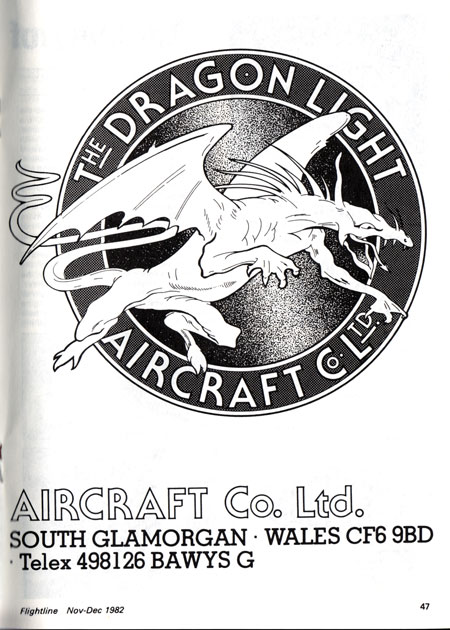 THE DRAGON LIGHT
AIRCRAFT Co. LTD.
AIRCRAFT Co. Ltd.
SOUTH GLAMORGAN · WALES CF6 9BD
· Telex 498126 BAWYS G
Flightline Nov-Dec 1982
47